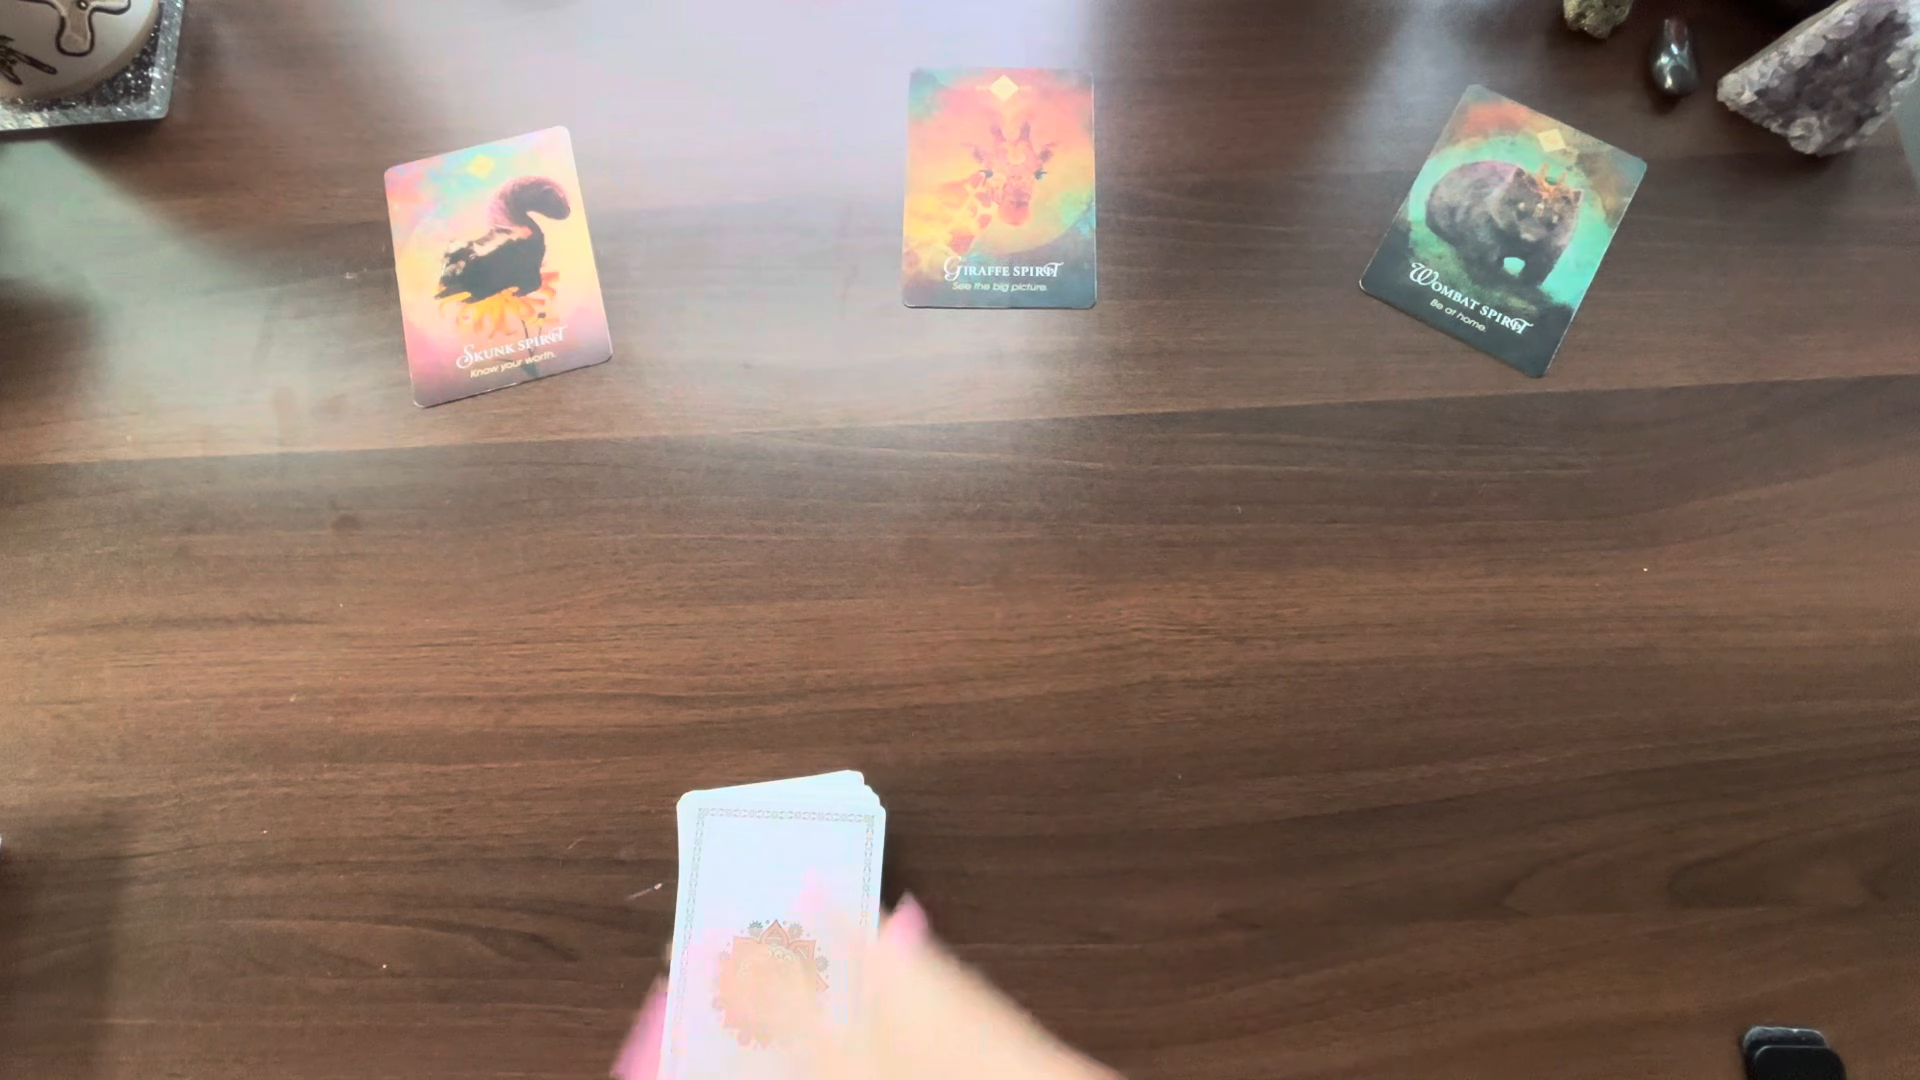 SKUNK SPIRIT
Know your worth.
GIRAFFE SPIRIT
See the big picture.
WOMBAT SPIRIT
Be at home.